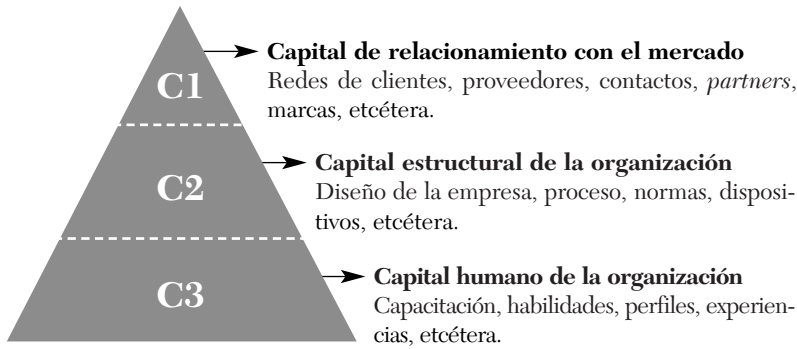 C1
Capital de relacionamiento con el mercado
Redes de clientes, proveedores, contactos, partners,
marcas, etcétera.
C2
Capital estructural de la organización
Diseño de la empresa, proceso, normas, disposi-
tivos, etcétera.
C3
Capital humano de la organización
Capacitación, habilidades, perfiles, experien-
cias, etcétera.